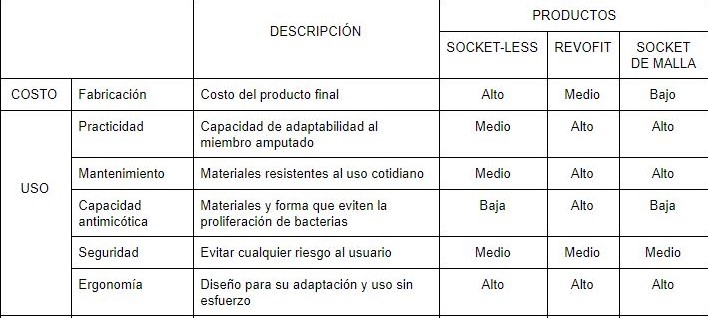 DESCRIPCIÓN
PRODUCTOS
SOCKET-LESS REVOFIT SOCKET
DE MALLA
COSTO Fabricación Costo del producto final Alto Medio Bajo
USO
Practicidad Capacidad de adaptabilidad al Medio Alto Alto
miembro amputado
Mantenimiento Materiales resistentes al uso cotidiano Medio Alto Alto
Capacidad Materiales y forma que eviten la Baja Alto Baja
antimicótica proliferación de bacterias
Seguridad Evitar cualquier riesgo al usuario Medio Medio Medio
Ergonomía Diseño para su adaptación y uso sin Alto Alto Alto
esfuerzo